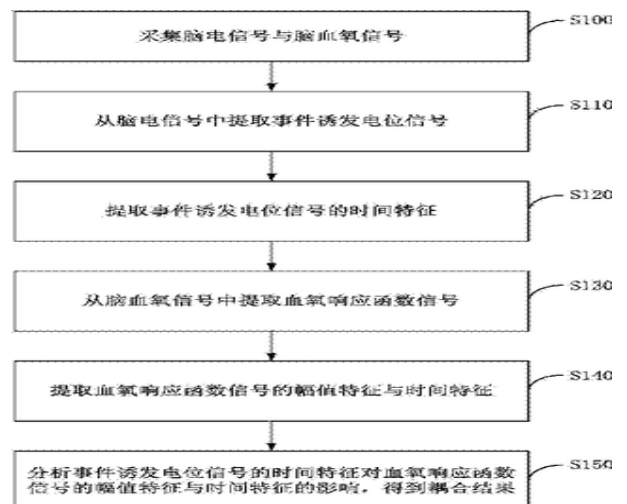 采集脑电信号与脑血氧信号
S100
从脑电信号中提取事件诱发电位信号
S110
提取事件诱发电位信号的时间特征
S120
从脑血氧信号中提取血氧响应函数信号
S130
提取血氧响应函数信号的幅值特征与时间特征
S140
分析事件诱发电位信号的时间特征对血氧响应函数
信号的幅值特征与时间特征的影响，得到耦合结果
S150